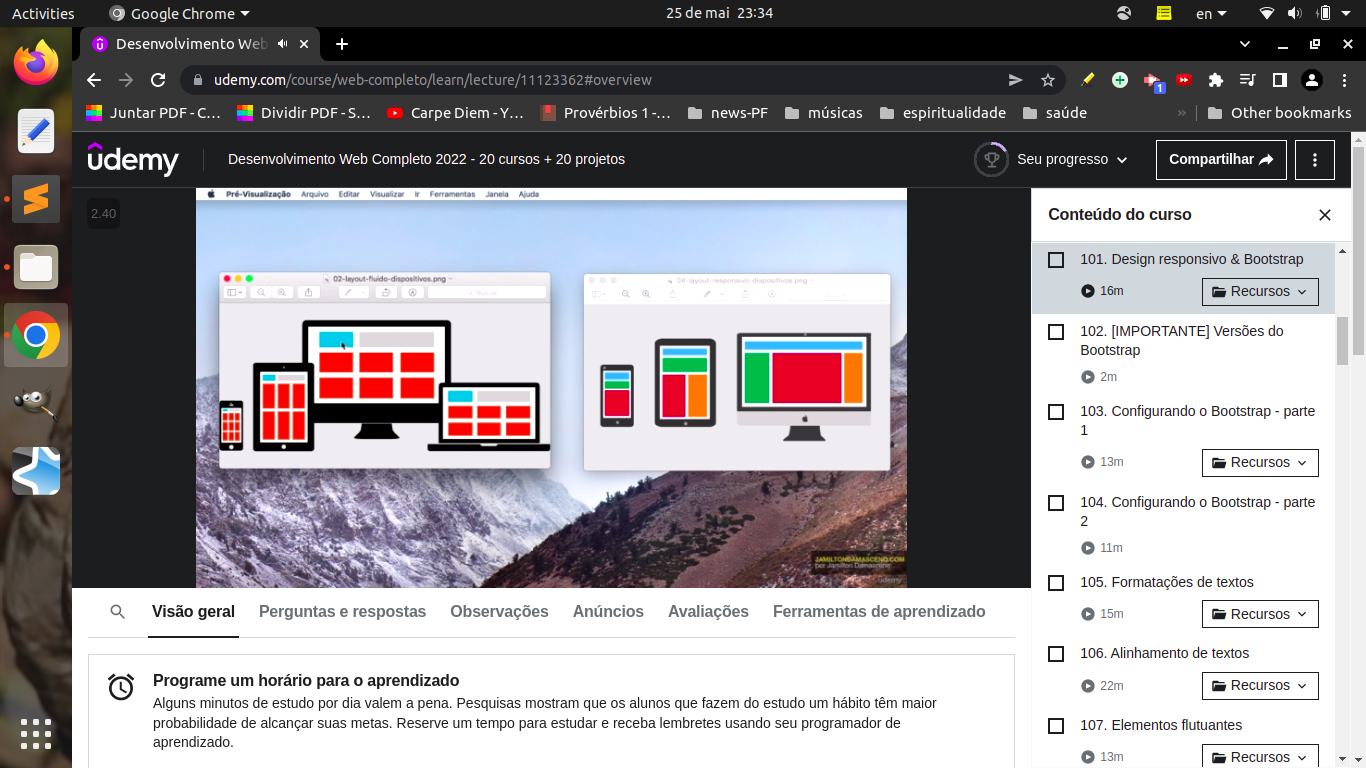 Activities
Google Chrome
25 de mai 23:34
en
Desenvolvimento Web
udemy.com/course/web-completo/learn/lecture/11123362#overview
1
Juntar PDF - C…
Dividir PDF - S…
Carpe Diem - Y…
Provérbios 1 -…
news-PF
músicas
espiritualidade
saúde
»
Other bookmarks
udemy
Desenvolvimento Web Completo 2022 - 20 cursos + 20 projetos
Seu progresso
Compartilhar
2.40
Pré-Visualização Arquivo Editar Visualizar Ir Ferramentas Janela Ajuda
02-layout-fluido-dispositivos.png
04-layout-responsivo-dispositivos.png
Buscar
JAMILTONDAMASCENO.COM
por Jamilton Damasceno
udemy
Visão geral
Perguntas e respostas
Observações
Anúncios
Avaliações
Ferramentas de aprendizado
Programe um horário para o aprendizado
Alguns minutos de estudo por dia valem a pena. Pesquisas mostram que os alunos que fazem do estudo um hábito têm maior
probabilidade de alcançar suas metas. Reserve um tempo para estudar e receba lembretes usando seu programador de
aprendizado.
Conteúdo do curso
101. Design responsivo & Bootstrap
16m
Recursos
102. [IMPORTANTE] Versões do
Bootstrap
2m
103. Configurando o Bootstrap - parte
1
13m
Recursos
104. Configurando o Bootstrap - parte
2
11m
105. Formatações de textos
15m
Recursos
106. Alinhamento de textos
22m
Recursos
107. Elementos flutuantes
13m
Recursos